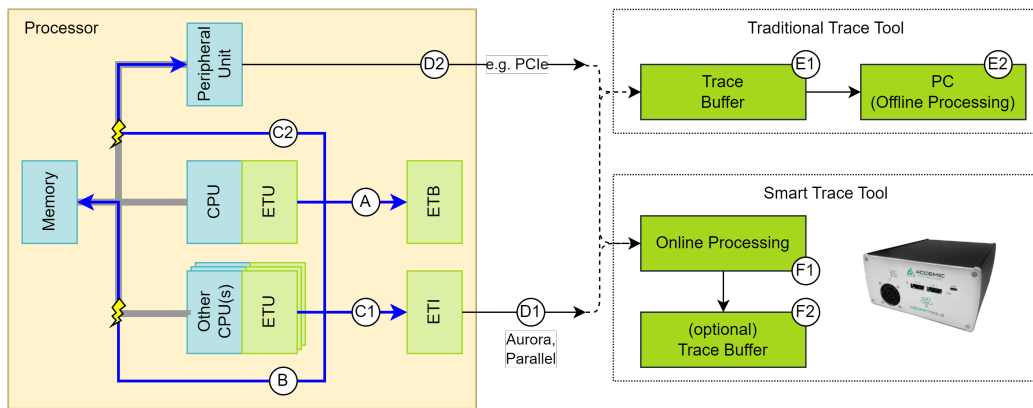 Processor
Peripheral
Unit
D2
e.g. PCIe
C2
Memory
CPU
ETU
A
ETB
Other
CPU(s)
ETU
C1
ETI
D1
Aurora,
Parallel
B
Traditional Trace Tool
Trace
Buffer
E1
PC
(Offline Processing)
E2
Smart Trace Tool
Online Processing
F1
(optional)
Trace Buffer
F2
ACCEMIC